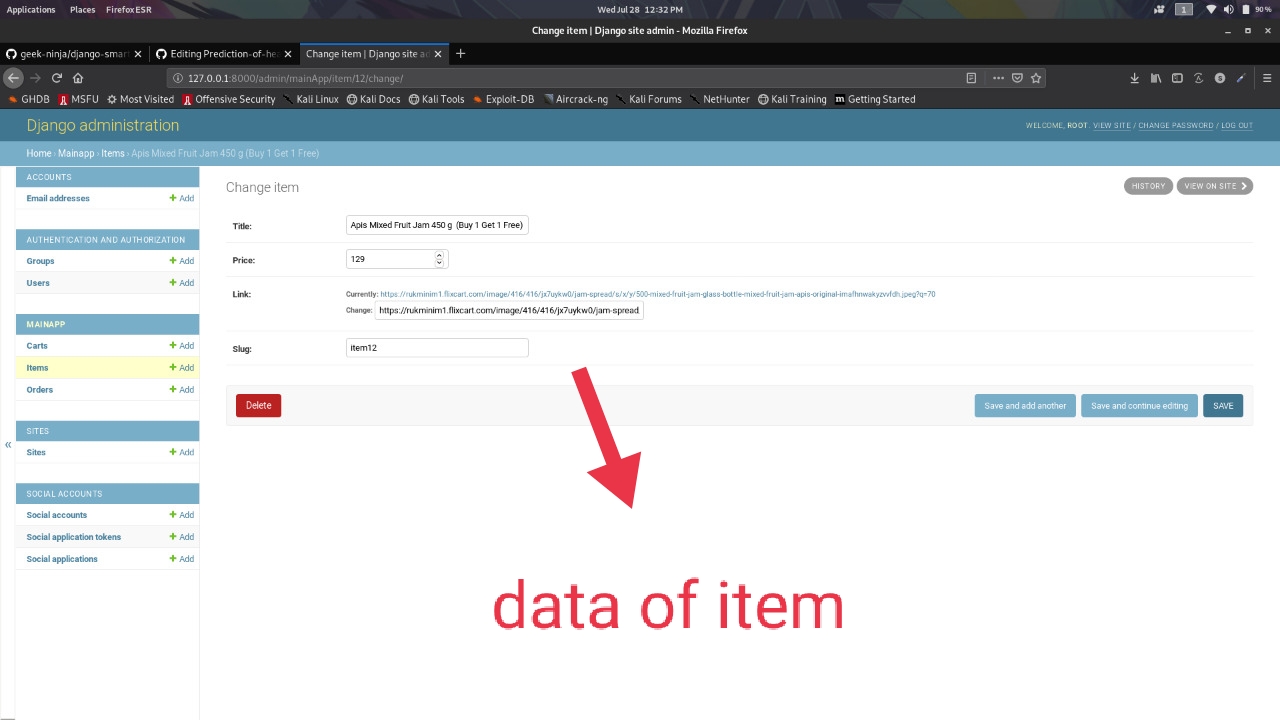 Applications Places Firefox ESR Wed Jul 28 12:32 PM 1 90%
Change item | Django site admin - Mozilla Firefox
geek-ninja/django-smar Editing Prediction-of-hea Change item | Django site ad
127.0.0.1:8000/admin/mainApp/item/12/change/
GHDB MSFU Most Visited Offensive Security Kali Linux Kali Docs Kali Tools Exploit-DB Aircrack-ng Kali Forums NetHunter Kali Training Getting Started
Django administration
WELCOME, ROOT. VIEW SITE / CHANGE PASSWORD / LOG OUT
Home › Mainapp › Items › Apis Mixed Fruit Jam 450 g (Buy 1 Get 1 Free)
ACCOUNTS
Email addresses + Add
AUTHENTICATION AND AUTHORIZATION
Groups + Add
Users + Add
MAINAPP
Carts + Add
Items + Add
Orders + Add
SITES
« 
Sites + Add
SOCIAL ACCOUNTS
Social accounts + Add
Social application tokens + Add
Social applications + Add
Change item
HISTORY VIEW ON SITE
Title: Apis Mixed Fruit Jam 450 g (Buy 1 Get 1 Free)
Price: 129
Link: Currently: https://rukminim1.flixcart.com/image/416/416/jx7uykw0/jam-spread/s/x/y/500-mixed-fruit-jam-glass-bottle-mixed-fruit-jam-apis-original-imafhnwakyzvvfdh.jpeg?q=70
Change: https://rukminim1.flixcart.com/image/416/416/jx7uykw0/jam-spread
Slug: item12
Delete Save and add another Save and continue editing SAVE
data of item